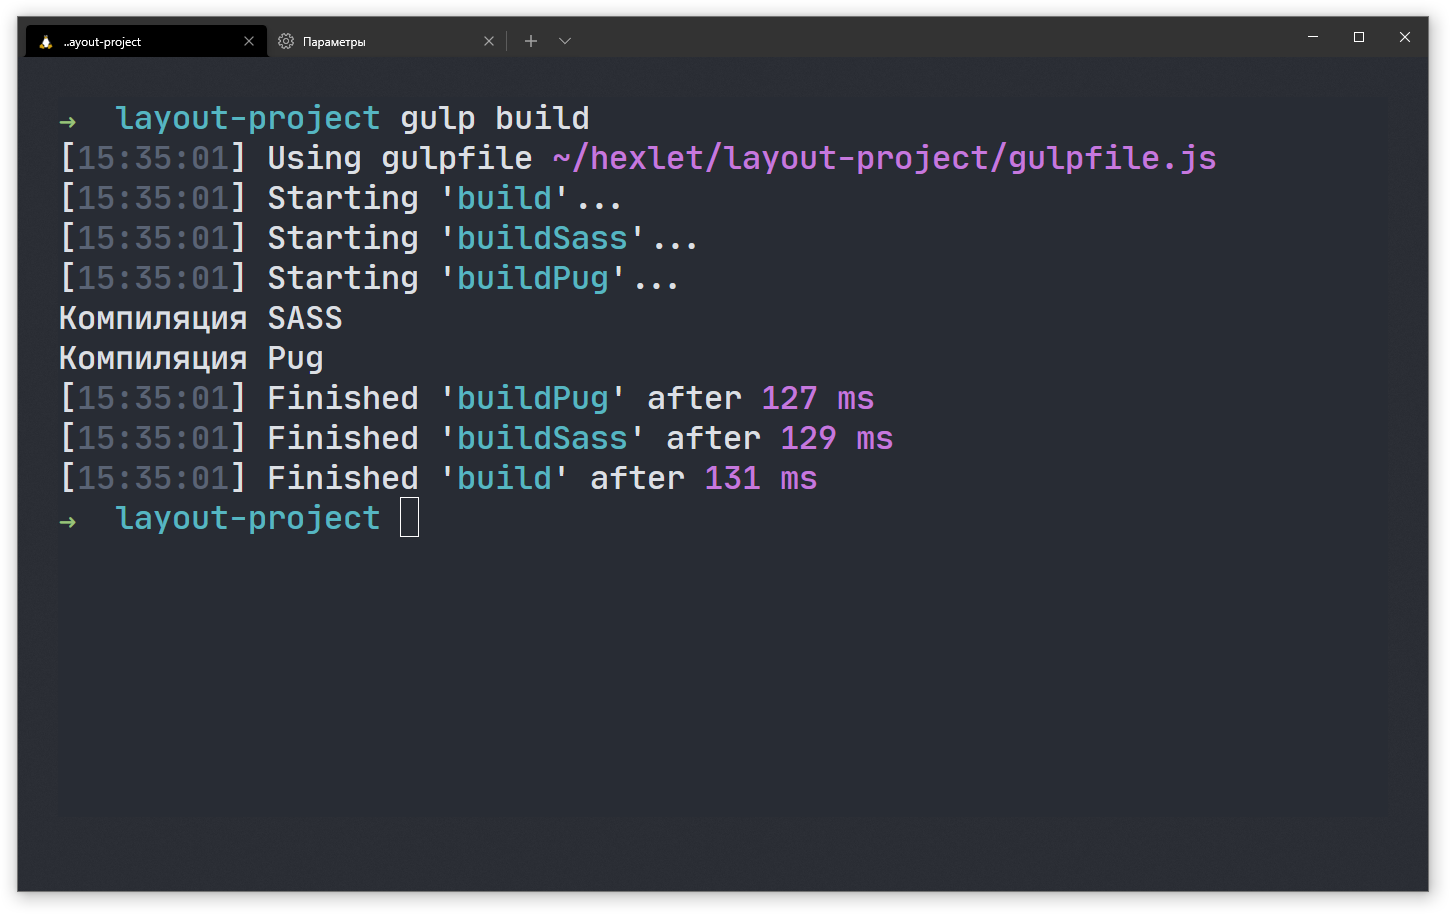 ..ayout-project
Параметры
→ layout-project gulp build
[15:35:01] Using gulpfile ~/hexlet/layout-project/gulpfile.js
[15:35:01] Starting 'build'...
[15:35:01] Starting 'buildSass'...
[15:35:01] Starting 'buildPug'...
Компиляция SASS
Компиляция Pug
[15:35:01] Finished 'buildPug' after 127 ms
[15:35:01] Finished 'buildSass' after 129 ms
[15:35:01] Finished 'build' after 131 ms
→ layout-project